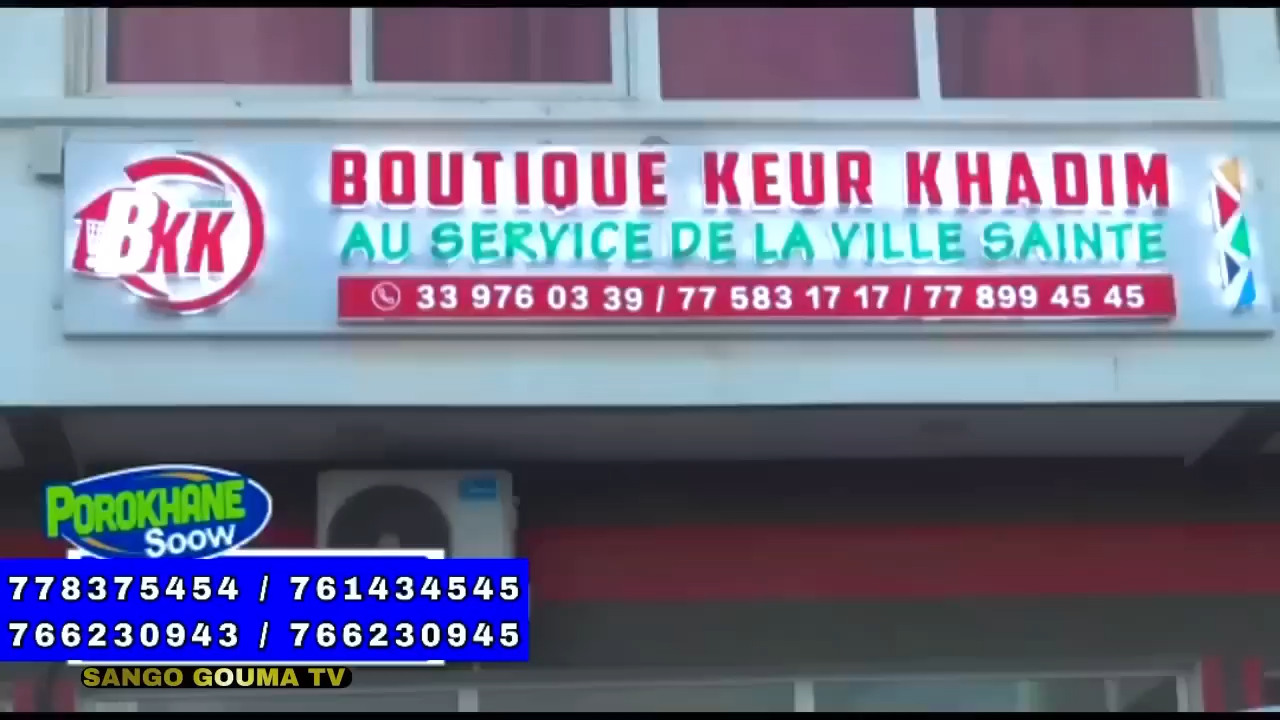 BKK
BOUTIQUE KEUR KHADIM
AU SERVICE DE LA VILLE SAINTE
33 976 03 39 / 77 583 17 17 / 77 899 45 45
POROKHANE
SOOW
778375454 / 761434545
766230943 / 766230945
SANGO GOUMA TV